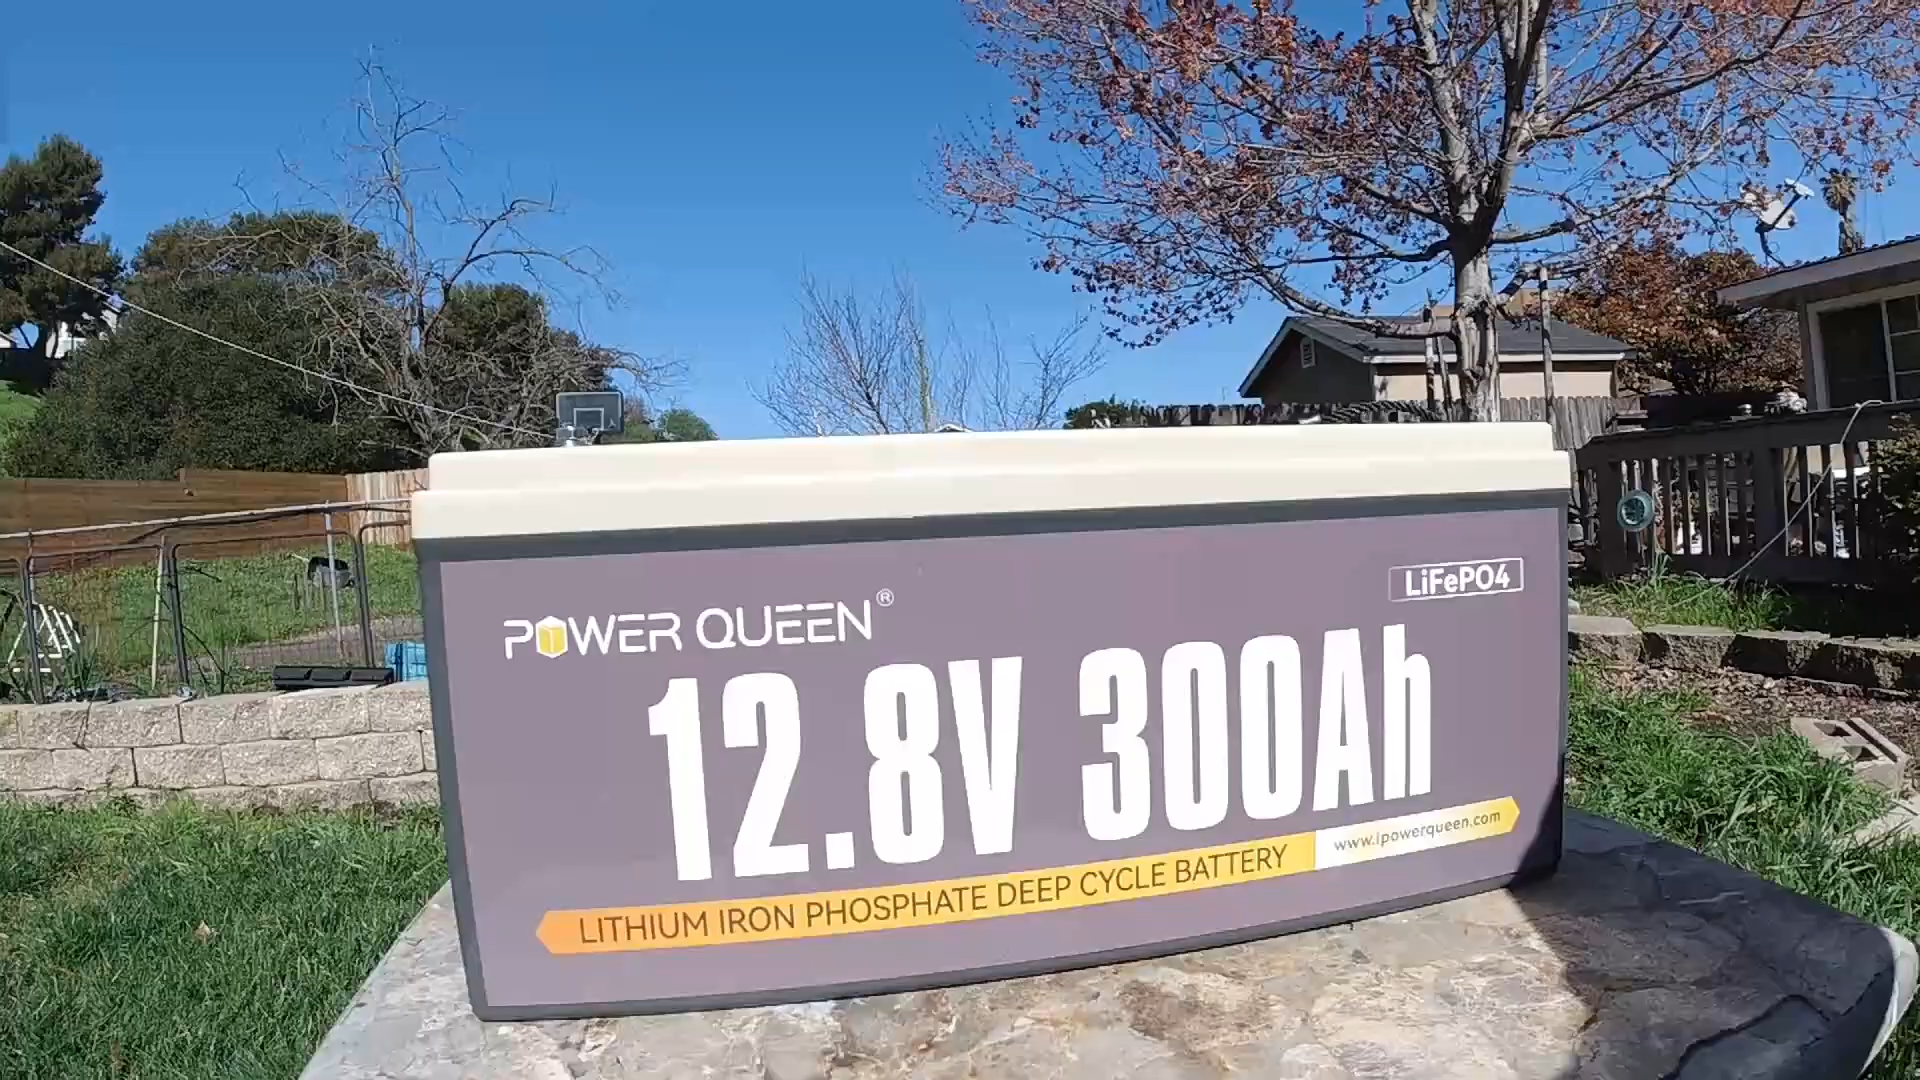 POWER QUEEN®
LiFePO4
12.8V 300Ah
LITHIUM IRON PHOSPHATE DEEP CYCLE BATTERY
www.ipowerqueen.com